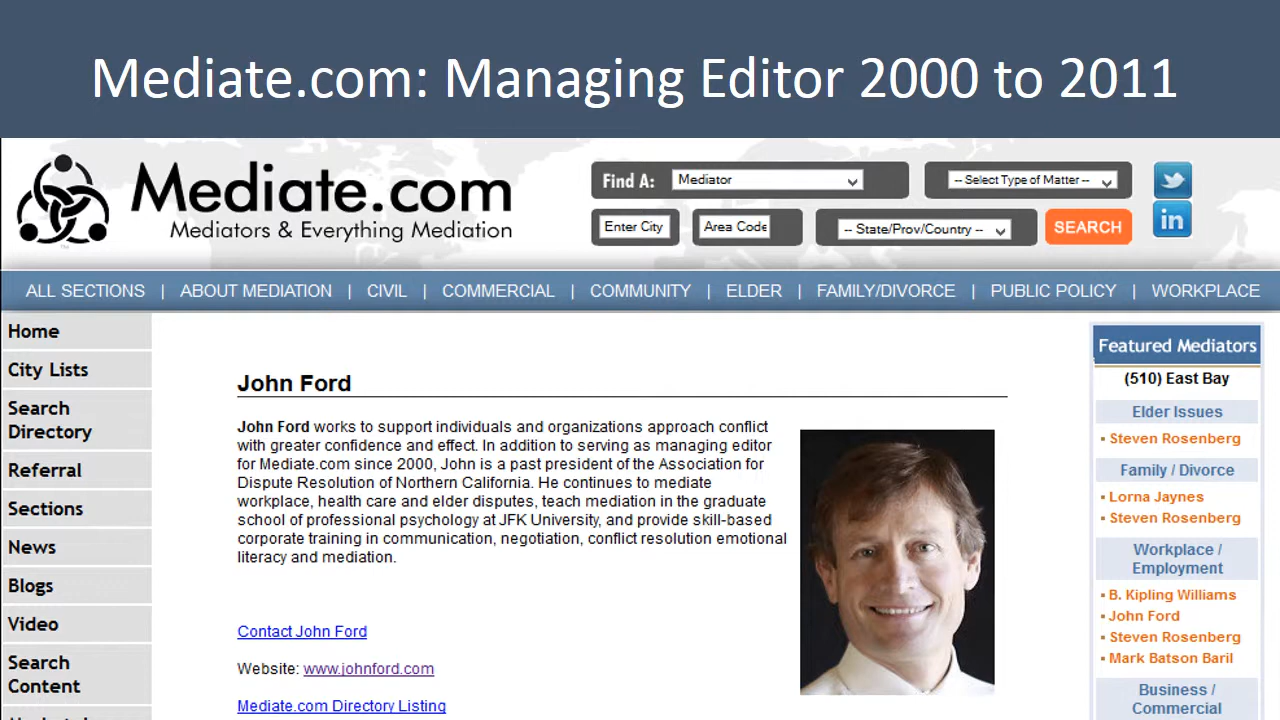 Mediate.com: Managing Editor 2000 to 2011
Mediate.com
Mediators & Everything Mediation
™
Find A:
Mediator
-- Select Type of Matter --
Enter City
Area Code
-- State/Prov/Country --
SEARCH
in
ALL SECTIONS | ABOUT MEDIATION | CIVIL | COMMERCIAL | COMMUNITY | ELDER | FAMILY/DIVORCE | PUBLIC POLICY | WORKPLACE
Home
City Lists
Search
Directory
Referral
Sections
News
Blogs
Video
Search
Content
John Ford
John Ford works to support individuals and organizations approach conflict
with greater confidence and effect. In addition to serving as managing editor
for Mediate.com since 2000, John is a past president of the Association for
Dispute Resolution of Northern California. He continues to mediate
workplace, health care and elder disputes, teach mediation in the graduate
school of professional psychology at JFK University, and provide skill-based
corporate training in communication, negotiation, conflict resolution emotional
literacy and mediation.
Contact John Ford
Website: www.johnford.com
Mediate.com Directory Listing
Featured Mediators
(510) East Bay
Elder Issues
Steven Rosenberg
Family / Divorce
Lorna Jaynes
Steven Rosenberg
Workplace /
Employment
B. Kipling Williams
John Ford
Steven Rosenberg
Mark Batson Baril
Business /
Commercial